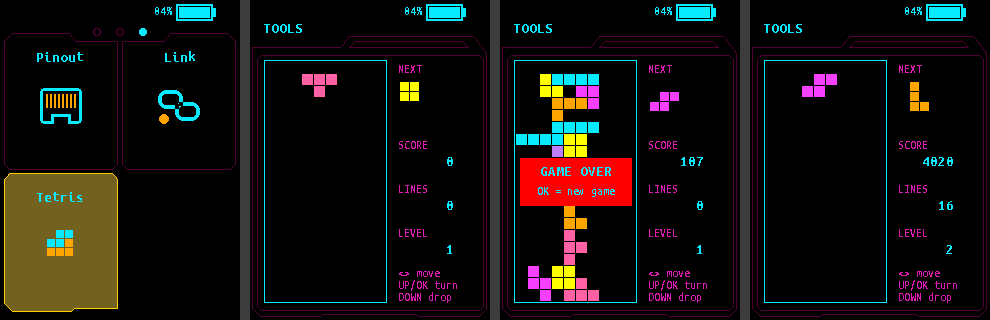 84%
Pinout
Link
Tetris
84%
TOOLS
NEXT
SCORE
0
LINES
0
LEVEL
1
<> move
UP/OK turn
DOWN drop
84%
TOOLS
NEXT
SCORE
107
GAME OVER
OK = new game
LINES
0
LEVEL
1
<> move
UP/OK turn
DOWN drop
84%
TOOLS
NEXT
SCORE
4020
LINES
16
LEVEL
2
<> move
UP/OK turn
DOWN drop